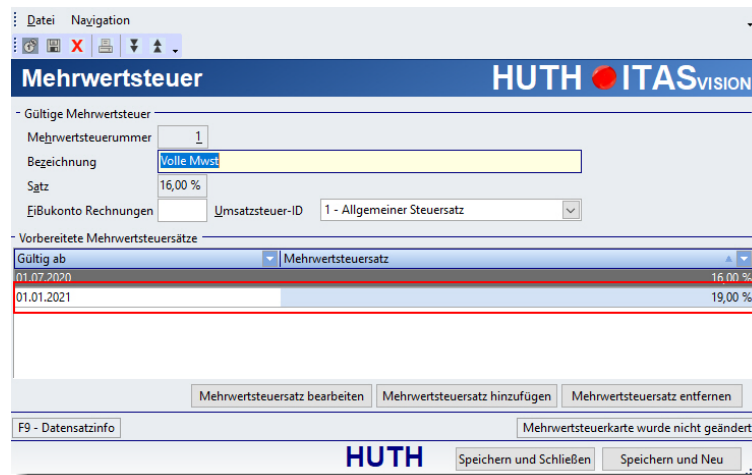 Datei Navigation
Mehrwertsteuer HUTH ITASVISION
Gültige Mehrwertsteuer
Mehrwertsteuerummer 1
Bezeichnung Volle Mwst
Satz 16,00 %
FiBukonto Rechnungen Umsatzsteuer-ID 1 - Allgemeiner Steuersatz
Vorbereitete Mehrwertsteuersätze
Gültig ab Mehrwertsteuersatz
01.07.2020 16,00 %
01.01.2021 19,00 %
Mehrwertsteuersatz bearbeiten Mehrwertsteuersatz hinzufügen Mehrwertsteuersatz entfernen
F9 - Datensatzinfo Mehrwertsteuerkarte wurde nicht geändert
HUTH Speichern und Schließen Speichern und Neu